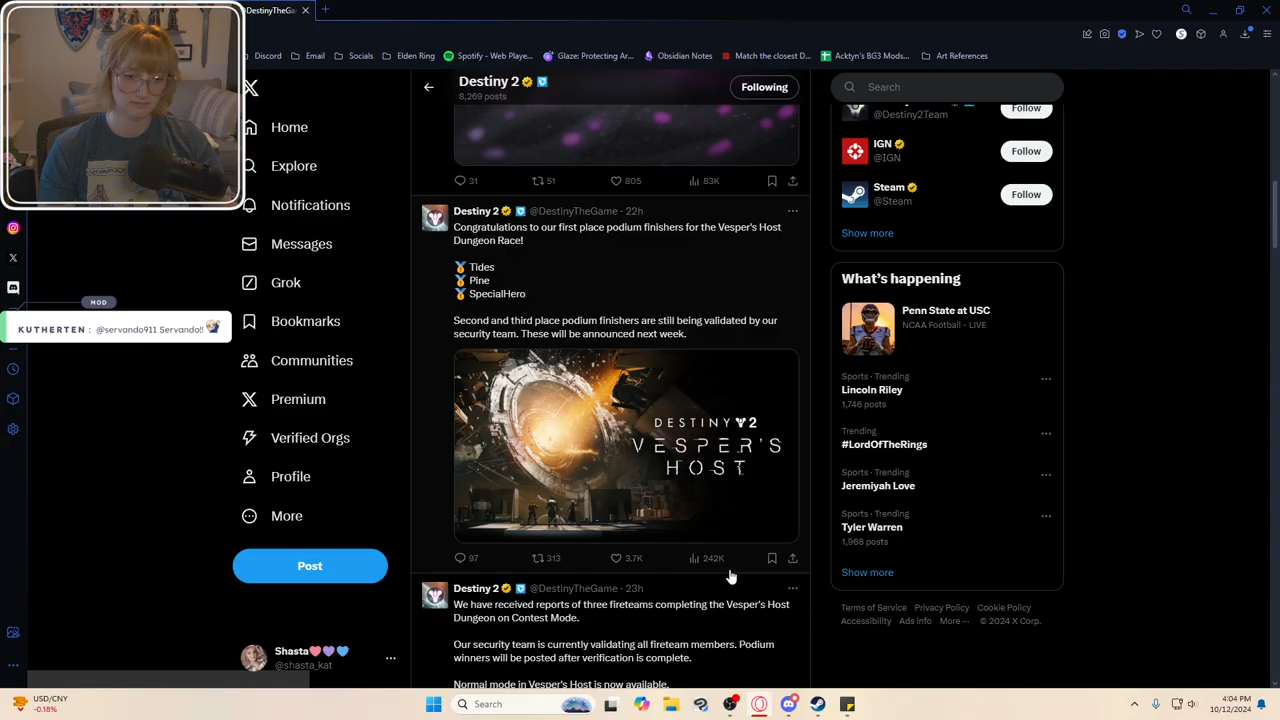 DestinyTheGa
Discord
Email
Socials
Elden Ring
Spotify - Web Playe...
Glaze: Protecting Ar...
Obsidian Notes
Match the closest D...
Acktyn's 8G3 Mods...
Art References
Home
Explore
Notifications
Messages
Grok
Bookmarks
Communities
Premium
Verified Orgs
Profile
More
Post
Shasta
@shasta_kat
MOD
KUTHERTEN : @servando911 Servando!!
Destiny 2
8,269 posts
Following
31 51 805 83K
Destiny 2 @DestinyTheGame · 22h
Congratulations to our first place podium finishers for the Vesper's Host
Dungeon Race!
🥇 Tides
🥇 Pine
🥇 SpecialHero
Second and third place podium finishers are still being validated by our
security team. These will be announced next week.
DESTINY 2
VESPER'S
HOST
97 313 3.7K 242K
Destiny 2 @DestinyTheGame · 23h
We have received reports of three fireteams completing the Vesper's Host
Dungeon on Contest Mode.
Our security team is currently validating all fireteam members. Podium
winners will be posted after verification is complete.
Normal mode in Vesper's Host is now available.
Search
@Destiny2Team
Follow
IGN
@IGN
Follow
Steam
@Steam
Follow
Show more
What's happening
Penn State at USC
NCAA Football · LIVE
Sports · Trending
Lincoln Riley
1,746 posts
Trending
#LordOfTheRings
Sports · Trending
Jeremiah Love
Sports · Trending
Tyler Warren
1,968 posts
Show more
Terms of Service Privacy Policy Cookie Policy
Accessibility Ads info More ··· © 2024 X Corp.
USD/CNY
-0.18%
Search
4:04 PM
10/12/2024